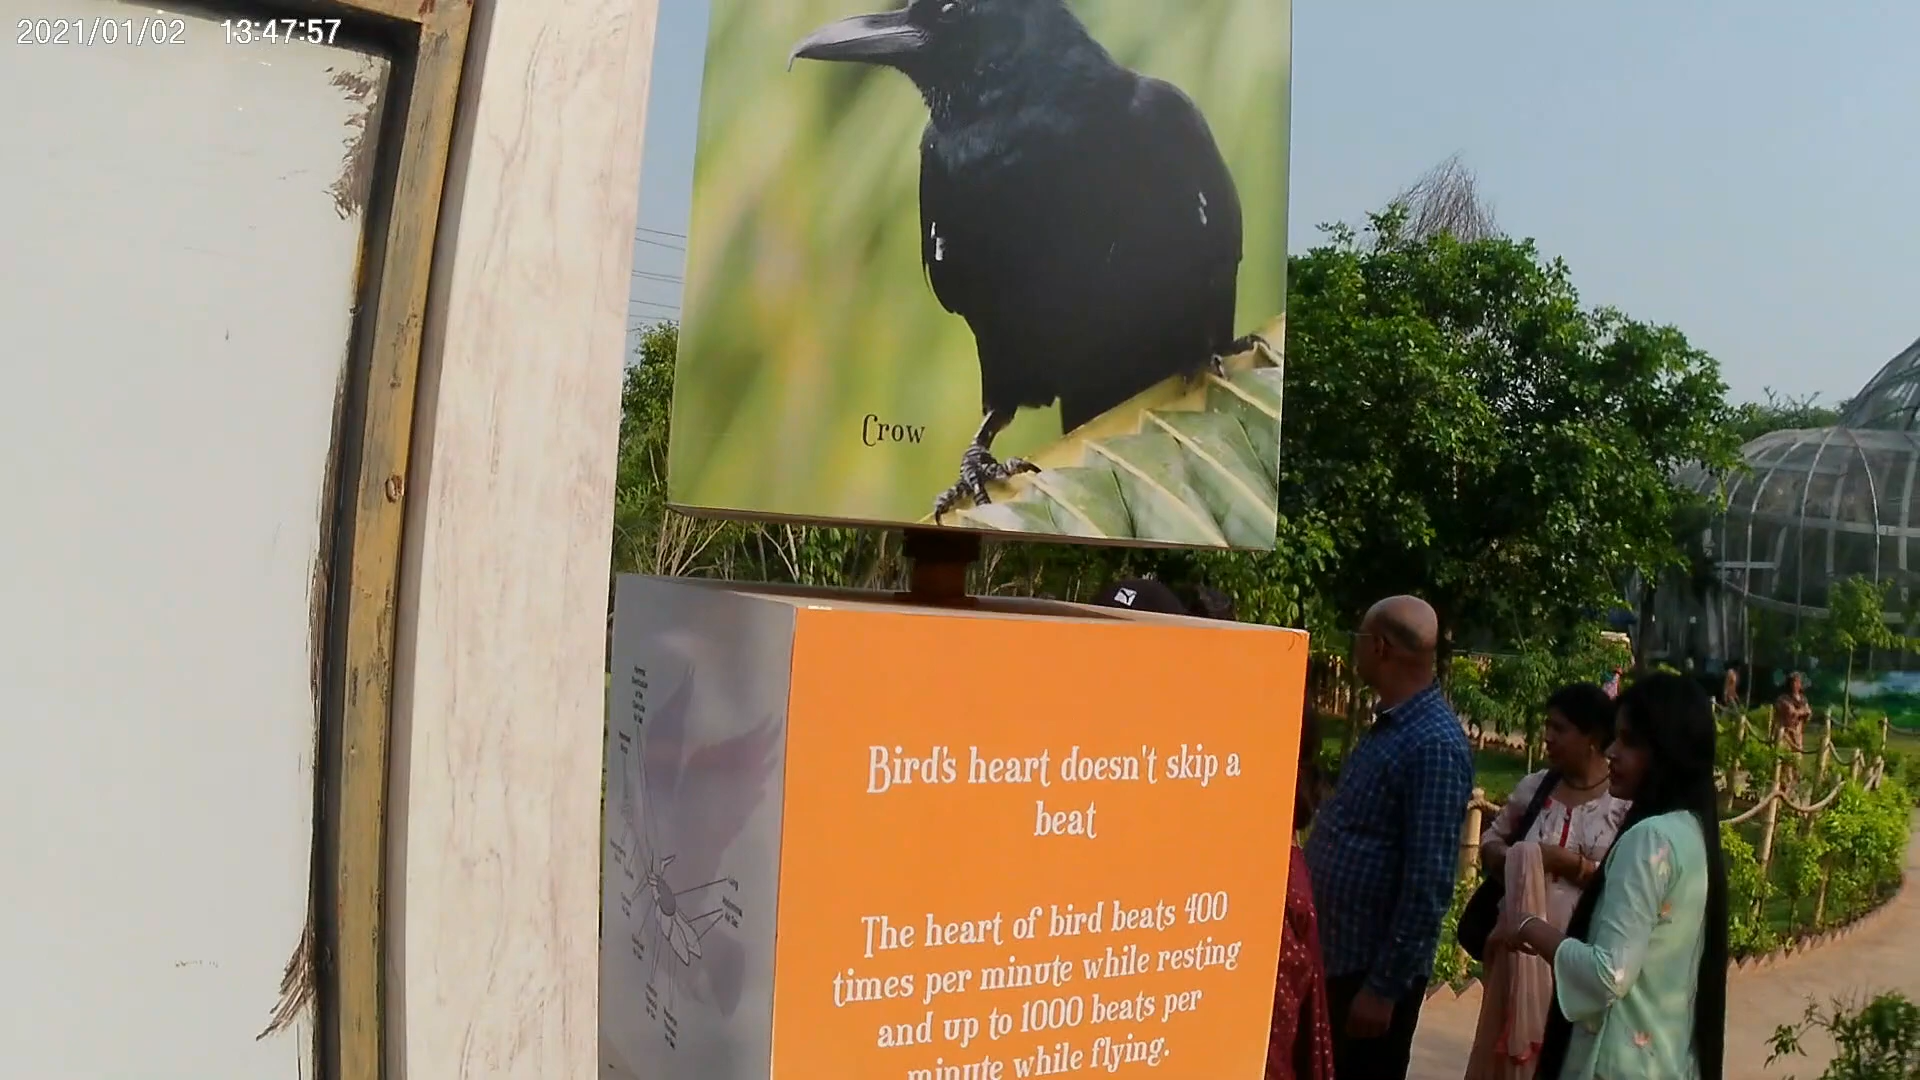 2021/01/02 13:47:57
Crow
Bird's heart doesn't skip a
beat
The heart of bird beats 400
times per minute while resting
and up to 1000 beats per
minute while flying.